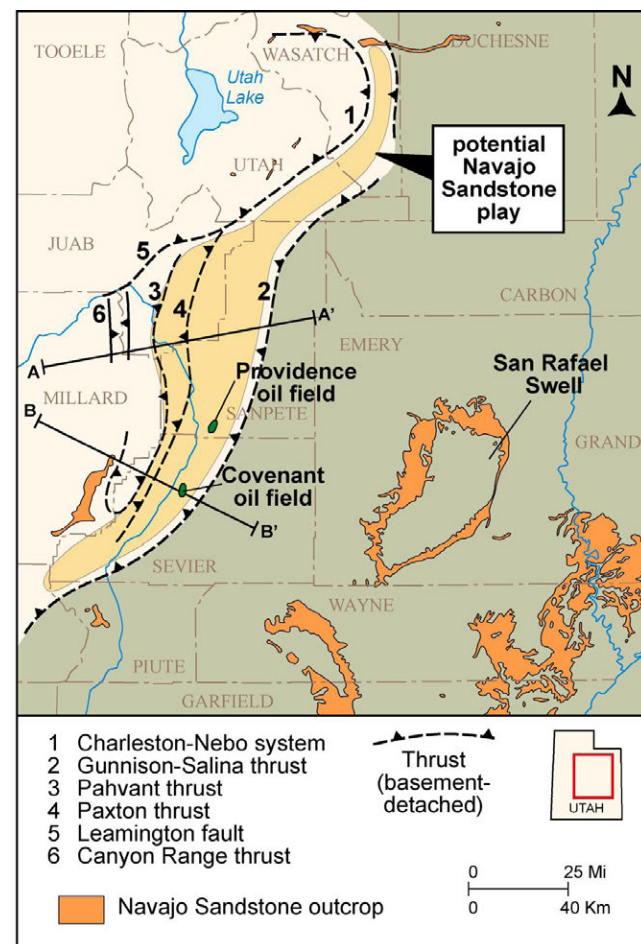 TOOELE
WASATCH
DUCHESNE
Utah
Lake
N
1
UTAH
potential
Navajo
Sandstone
play
JUAB
5
3
4
2
6
CARBON
A'
A
EMERY
MILLARD
Providence
oil field
San Rafael
Swell
B
SANPETE
GRAND
Covenant
oil field
B'
SEVIER
WAYNE
PIUTE
GARFIELD
1 Charleston-Nebo system
2 Gunnison-Salina thrust
3 Pahvant thrust
4 Paxton thrust
5 Leamington fault
6 Canyon Range thrust
Thrust
(basement-
detached)
UTAH
0 25 Mi
0 40 Km
Navajo Sandstone outcrop